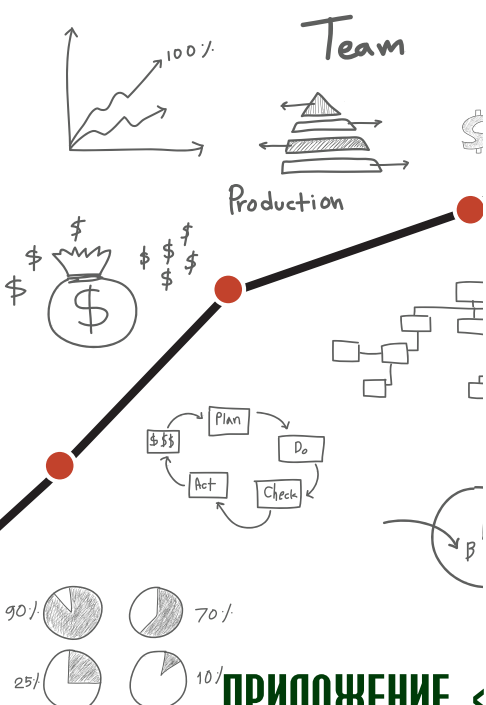 100%
Team
$
Production
$
$ $ $
$ $
$
$
$
Plan
$$$
Do
Act
Check
B
90%
70%
25%
10%
ПРИЛОЖЕНИЕ <